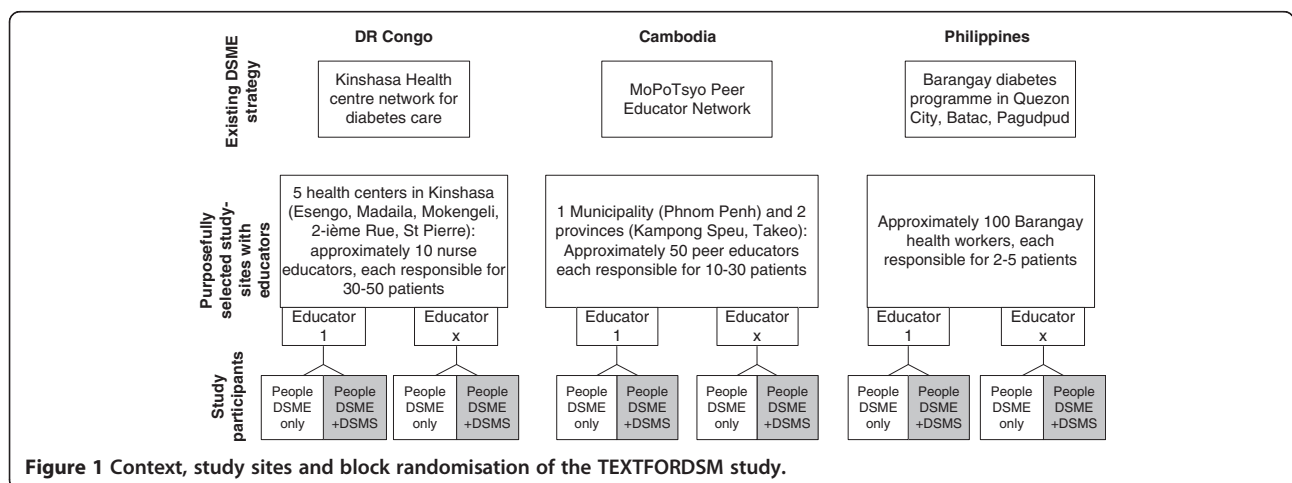 DR Congo
Cambodia
Philippines
Existing DSME
strategy
Kinshasa Health
centre network for
diabetes care
MoPoTsyo Peer
Educator Network
Barangay diabetes
programme in Quezon
City, Batac, Pagudpud
Purposefully
selected study-
sites with
educators
5 health centers in Kinshasa
(Esengo, Madaila, Mokengeli,
2-ième Rue, St Pierre):
approximately 10 nurse
educators, each responsible for
30-50 patients
1 Municipality (Phnom Penh) and 2
provinces (Kampong Speu, Takeo):
Approximately 50 peer educators
each responsible for 10-30 patients
Approximately 100 Barangay
health workers, each
responsible for 2-5 patients
Educator
1
Educator
x
Educator
1
Educator
x
Educator
1
Educator
x
Study
participants
People
DSME
only
People
DSME
+DSMS
People
DSME
only
People
DSME
+DSMS
People
DSME
only
People
DSME
+DSMS
People
DSME
only
People
DSME
+DSMS
People
DSME
only
People
DSME
+DSMS
People
DSME
only
People
DSME
+DSMS
Figure 1 Context, study sites and block randomisation of the TEXTFORDSM study.